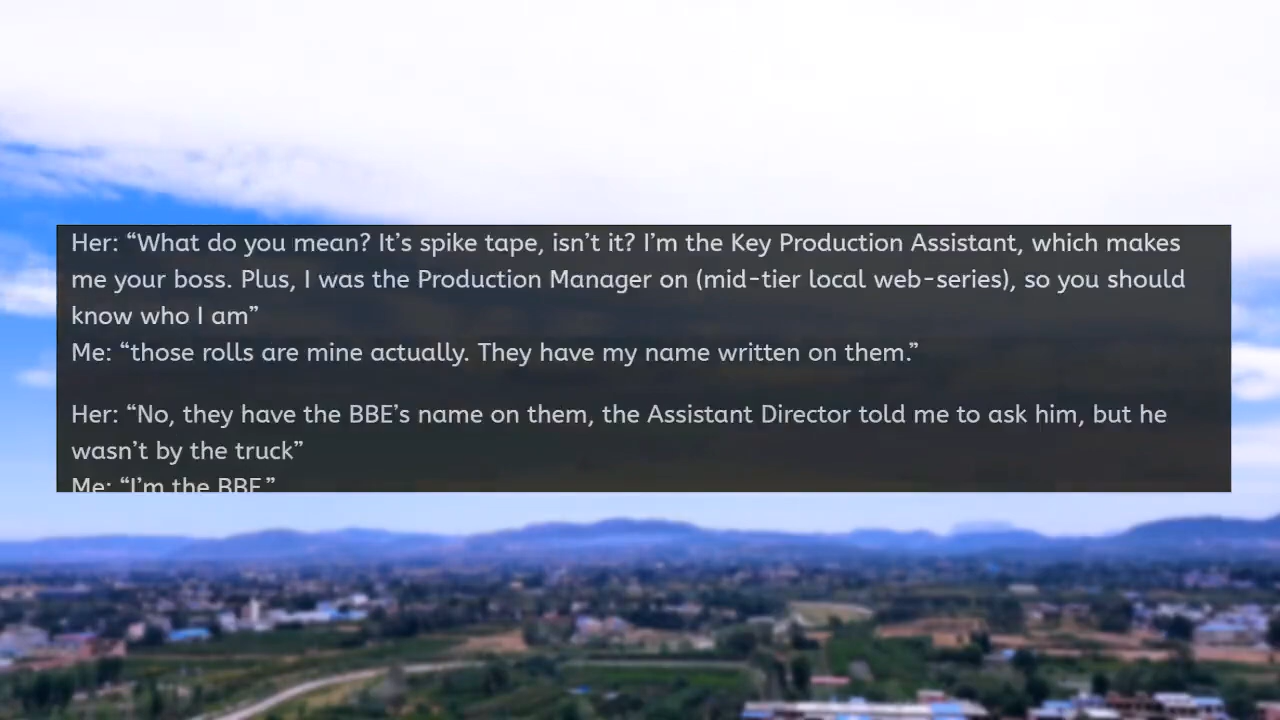 Her: “What do you mean? It’s spike tape, isn’t it? I’m the Key Production Assistant, which makes
me your boss. Plus, I was the Production Manager on (mid-tier local web-series), so you should
know who I am”
Me: “those rolls are mine actually. They have my name written on them.”
Her: “No, they have the BBE’s name on them, the Assistant Director told me to ask him, but he
wasn’t by the truck”
Me: “I’m the BBE.”